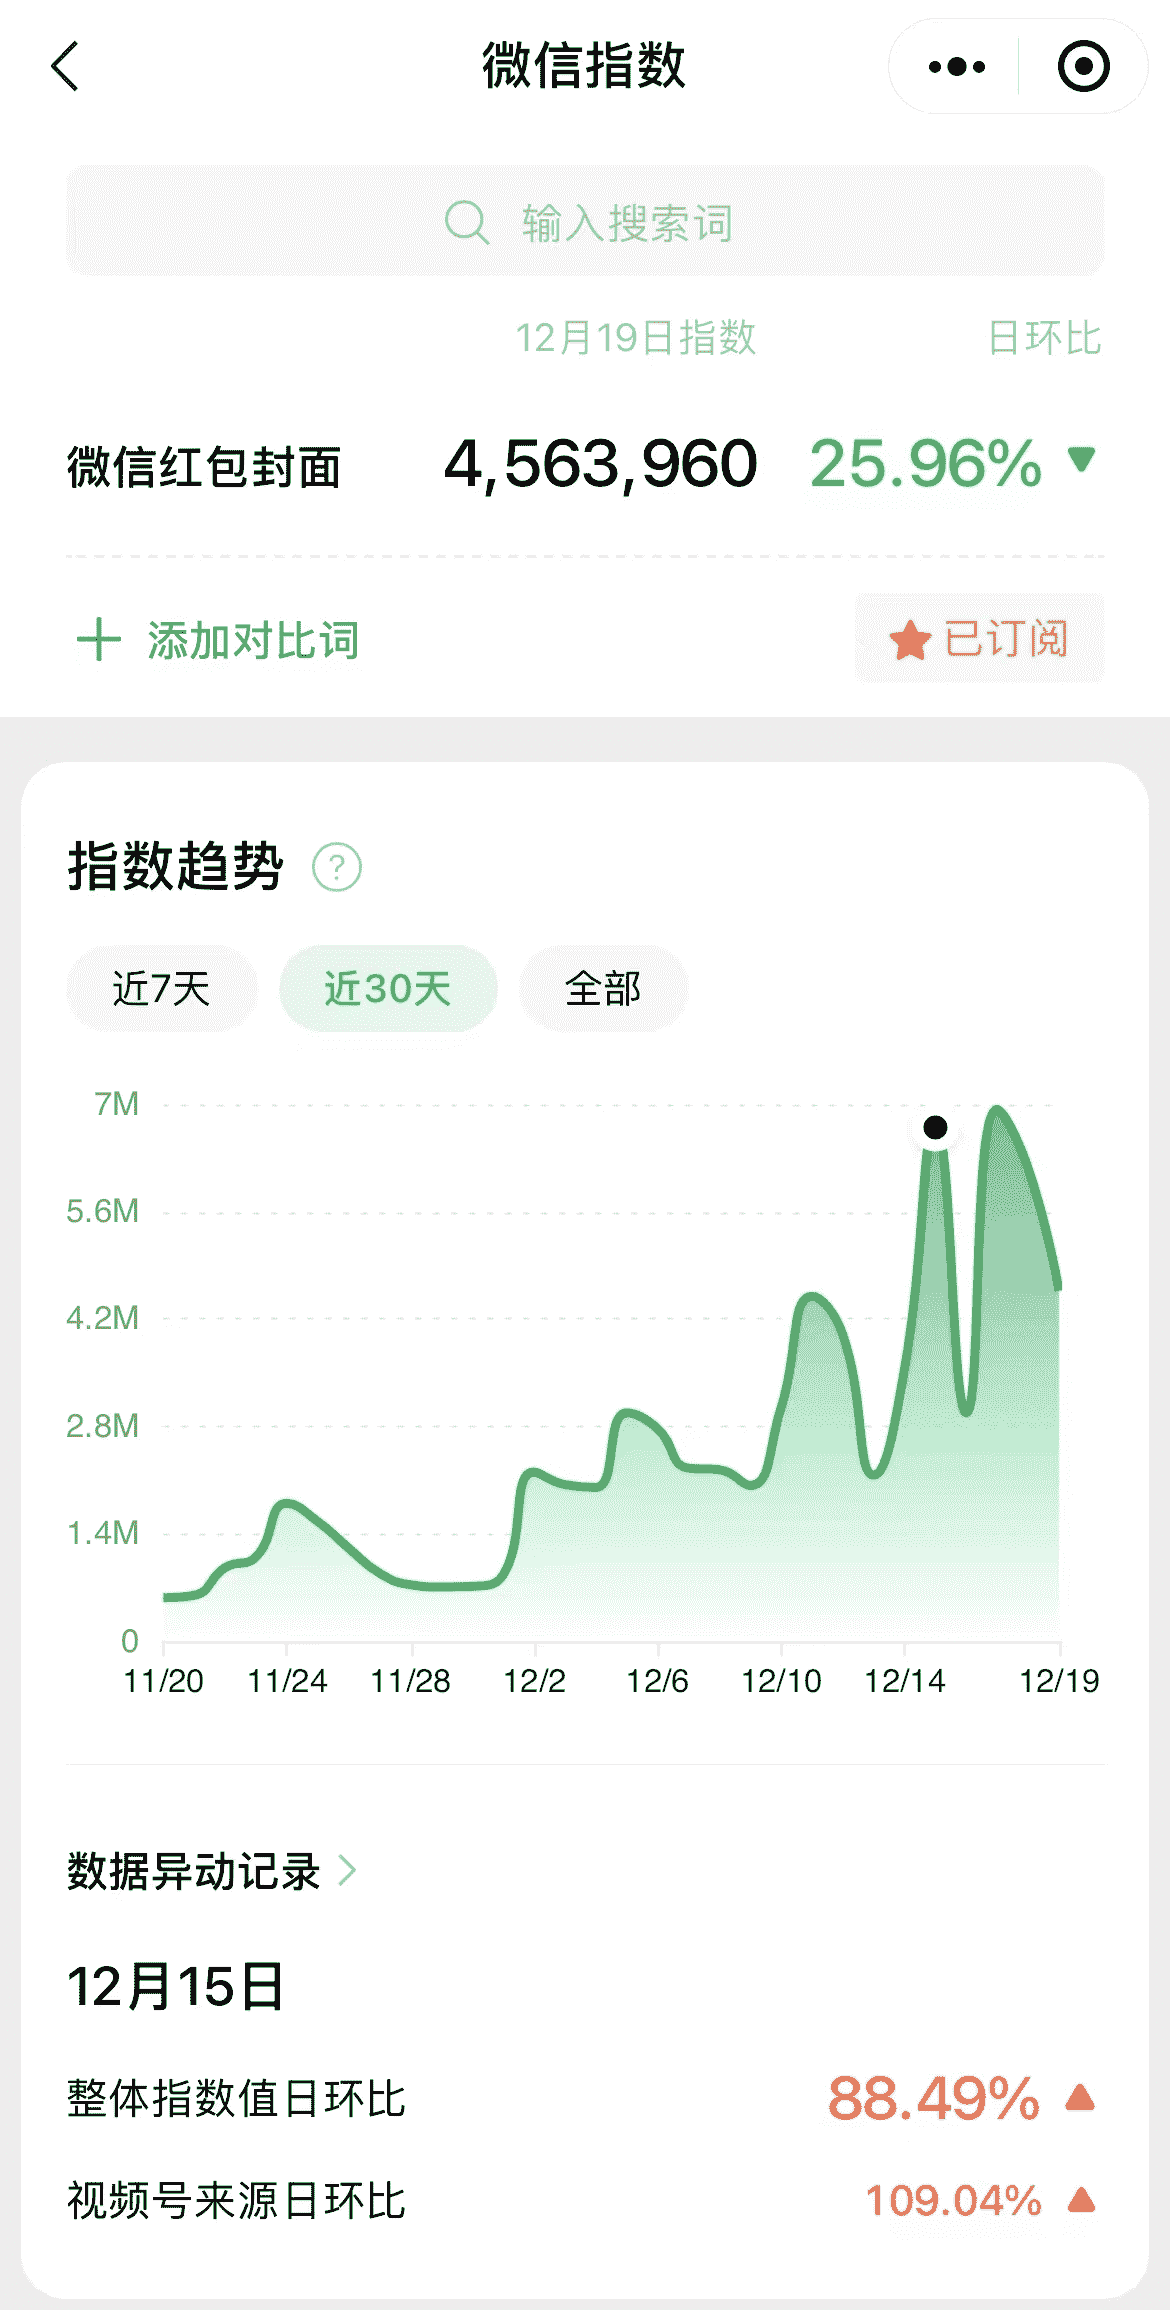 微信指数
输入搜索词
12月19日指数 日环比
微信红包封面 4,563,960 25.96% ▼
添加对比词 ★已订阅
指数趋势 ?
近7天 近30天 全部
7M
5.6M
4.2M
2.8M
1.4M
0
11/20 11/24 11/28 12/2 12/6 12/10 12/14 12/19
数据异动记录 >
12月15日
整体指数值日环比 88.49% ▲
视频号来源日环比 109.04% ▲